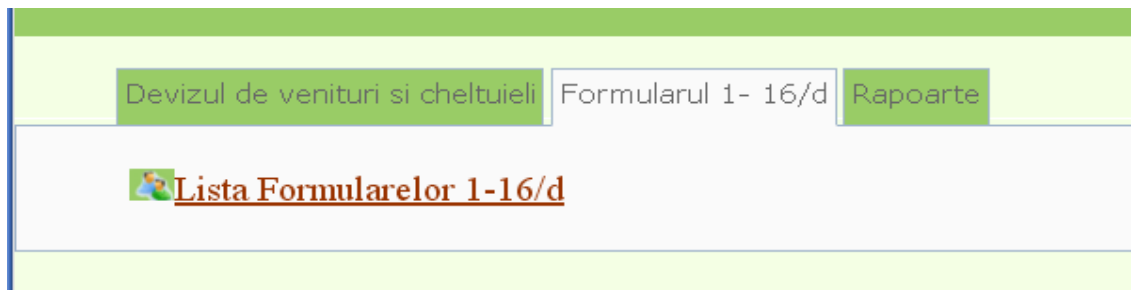 Devizul de venituri si cheltuieli Formularul 1- 16/d Rapoarte
Lista Formularelor 1-16/d